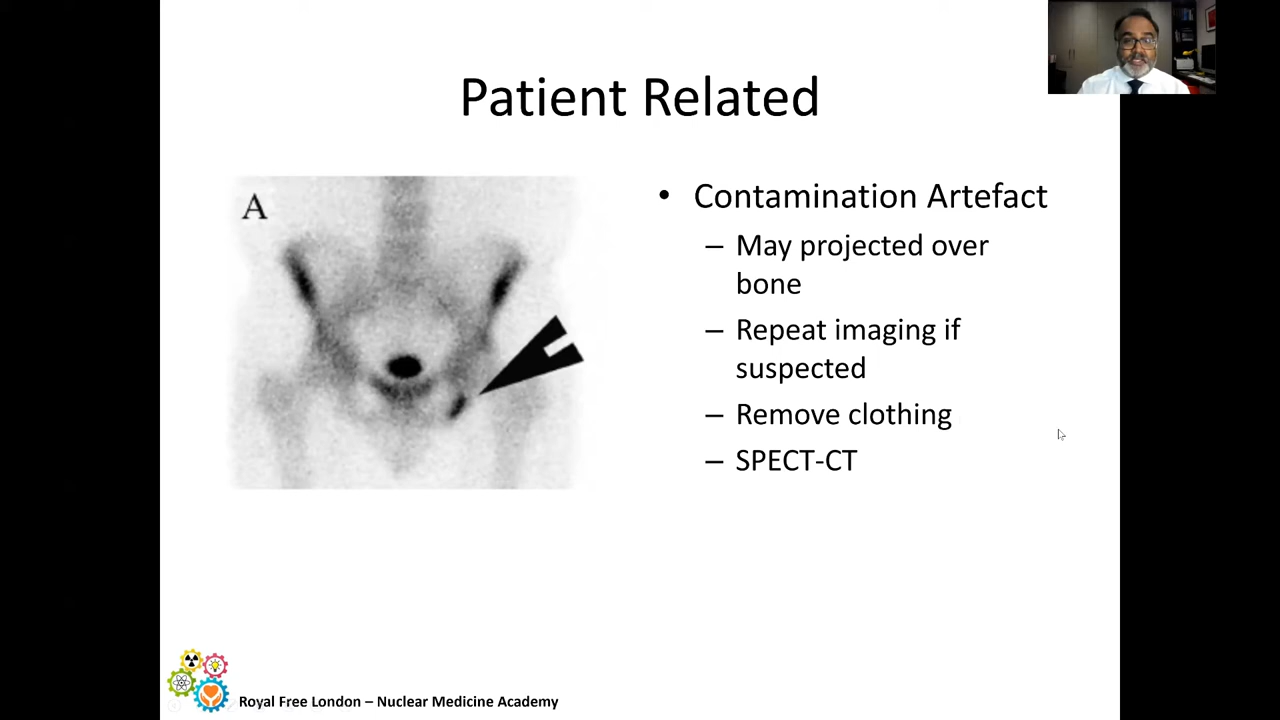 Patient Related
A
• Contamination Artefact
– May projected over
bone
– Repeat imaging if
suspected
– Remove clothing
– SPECT-CT
Royal Free London – Nuclear Medicine Academy